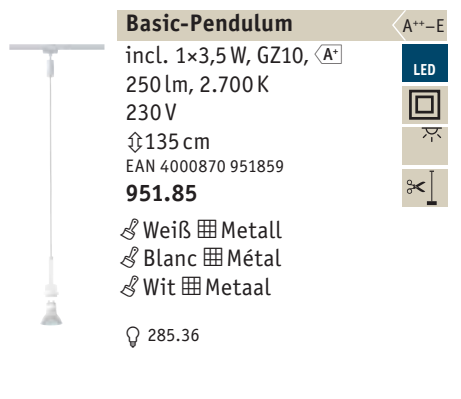 Basic-Pendulum
A++–E
incl. 1×3,5 W, GZ10, A+
LED
250 lm, 2.700 K
230 V
135 cm
EAN 4000870 951859
951.85
Weiß Metall
Blanc Métal
Wit Metaal
285.36